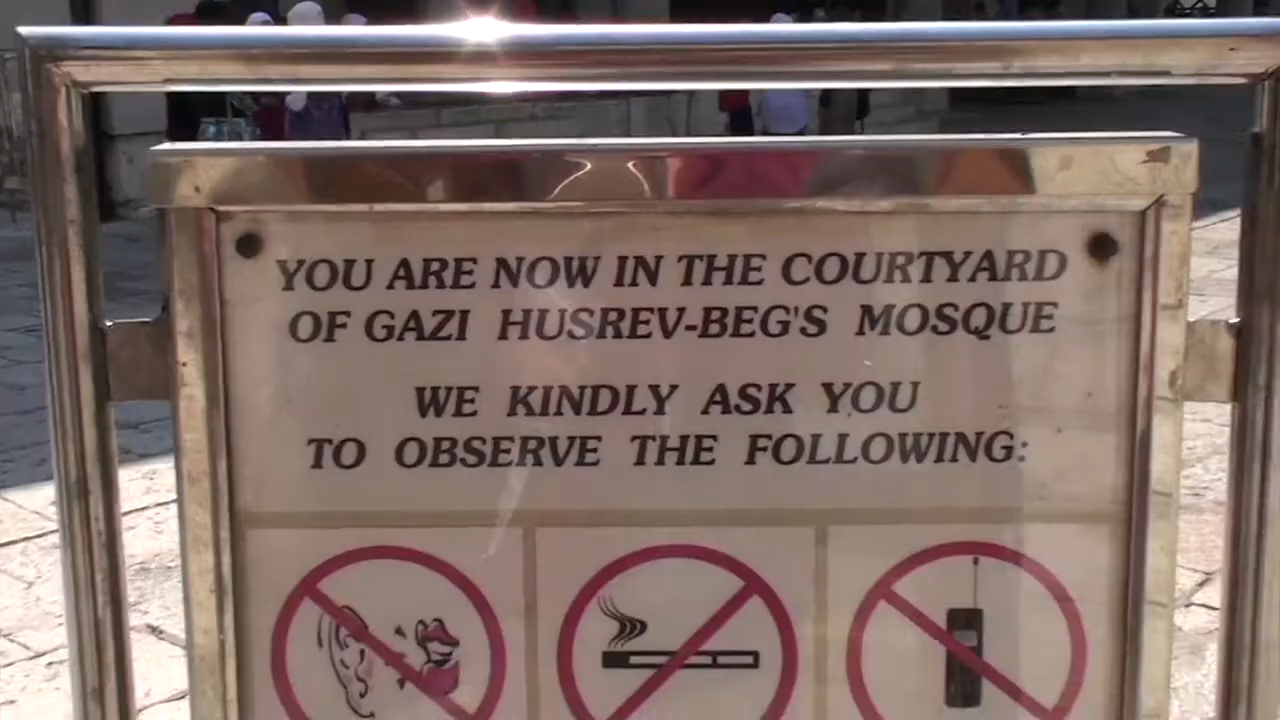 YOU ARE NOW IN THE COURTYARD
OF GAZI HUSREV-BEG'S MOSQUE
WE KINDLY ASK YOU
TO OBSERVE THE FOLLOWING: